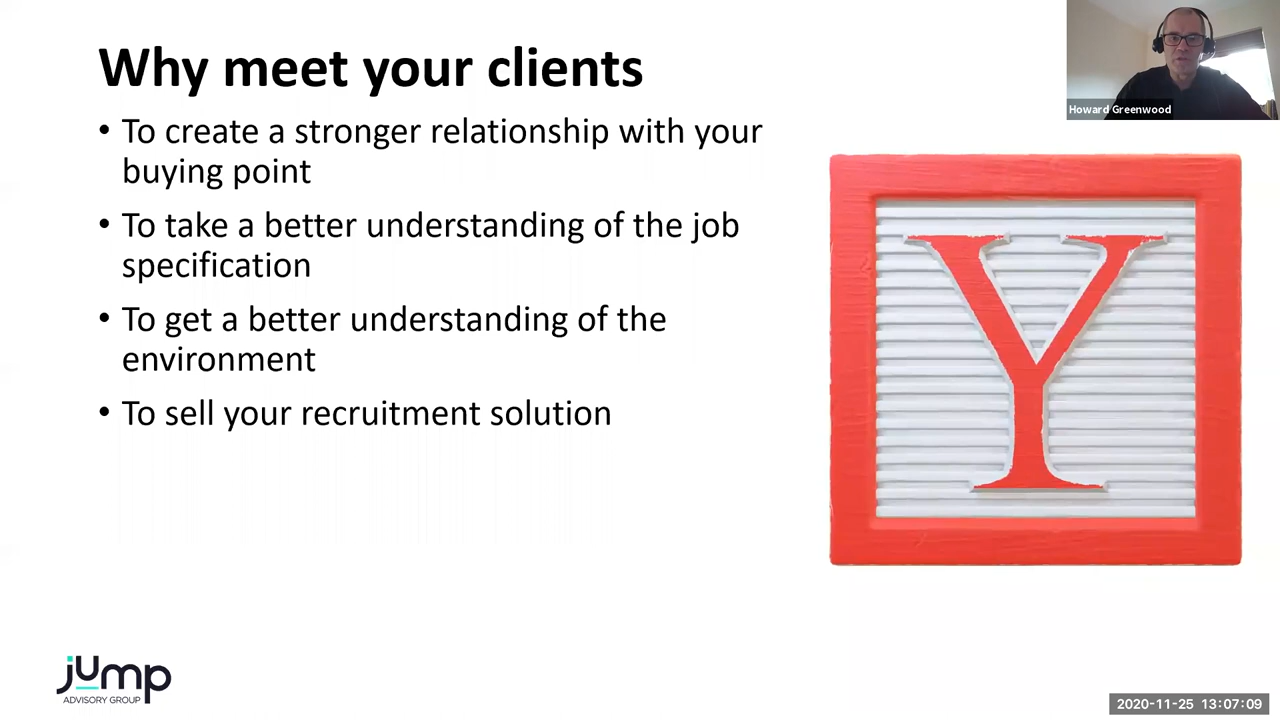 Why meet your clients
• To create a stronger relationship with your
buying point
• To take a better understanding of the job
specification
• To get a better understanding of the
environment
• To sell your recruitment solution
Howard Greenwood
Y
jump
ADVISORY GROUP
2020-11-25 13:07:09